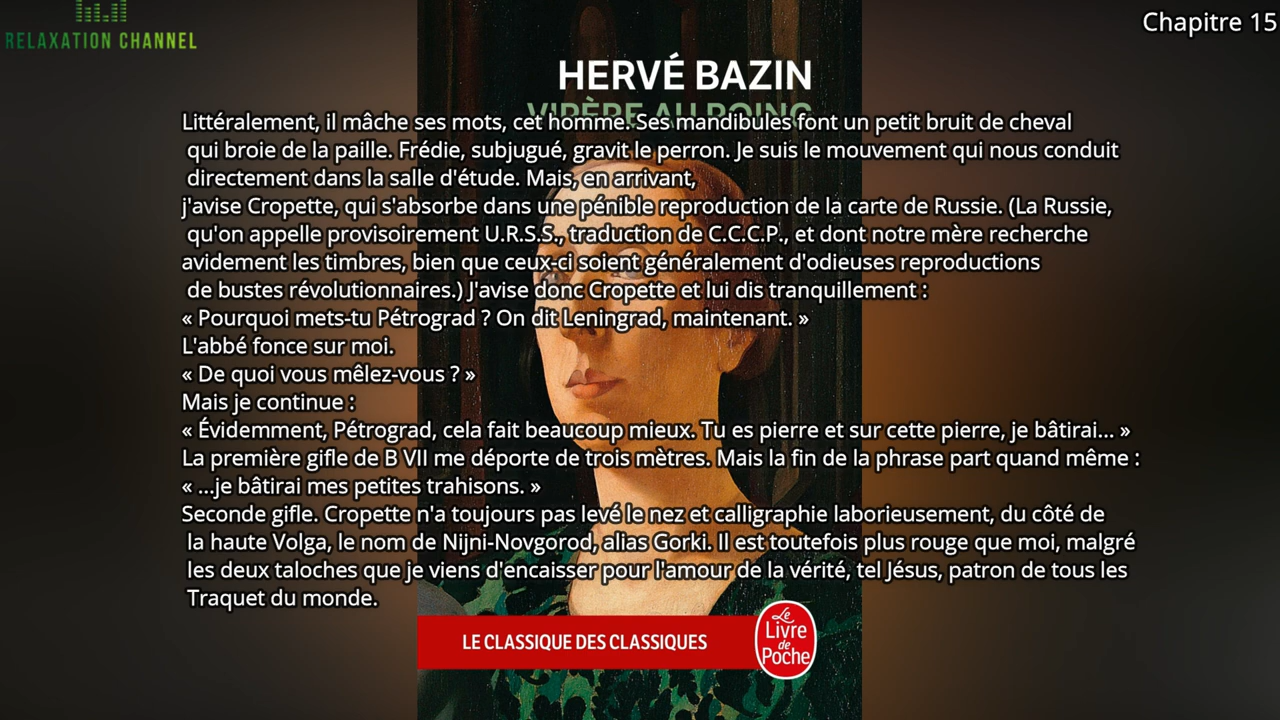 RELAXATION CHANNEL
Chapitre 15
HERVÉ BAZIN
VIPÈRE AU POING
Littéralement, il mâche ses mots, cet homme. Ses mandibules font un petit bruit de cheval
qui broie de la paille. Frédie, subjugué, gravit le perron. Je suis le mouvement qui nous conduit
directement dans la salle d'étude. Mais, en arrivant,
j'avise Cropette, qui s'absorbe dans une pénible reproduction de la carte de Russie. (La Russie,
qu'on appelle provisoirement U.R.S.S., traduction de C.C.C.P., et dont notre mère recherche
avidement les timbres, bien que ceux-ci soient généralement d'odieuses reproductions
de bustes révolutionnaires.) J'avise donc Cropette et lui dis tranquillement :
« Pourquoi mets-tu Pétrograd ? On dit Leningrad, maintenant. »
L'abbé fonce sur moi.
« De quoi vous mêlez-vous ? »
Mais je continue :
« Évidemment, Pétrograd, cela fait beaucoup mieux. Tu es pierre et sur cette pierre, je bâtirai... »
La première gifle de B VII me déporte de trois mètres. Mais la fin de la phrase part quand même :
« ...je bâtirai mes petites trahisons. »
Seconde gifle. Cropette n'a toujours pas levé le nez et calligraphie laborieusement, du côté de
la haute Volga, le nom de Nijni-Novgorod, alias Gorki. Il est toutefois plus rouge que moi, malgré
les deux taloches que je viens d'encaisser pour l'amour de la vérité, tel Jésus, patron de tous les
Traquet du monde.
LE CLASSIQUE DES CLASSIQUES
Le
Livre
de
Poche